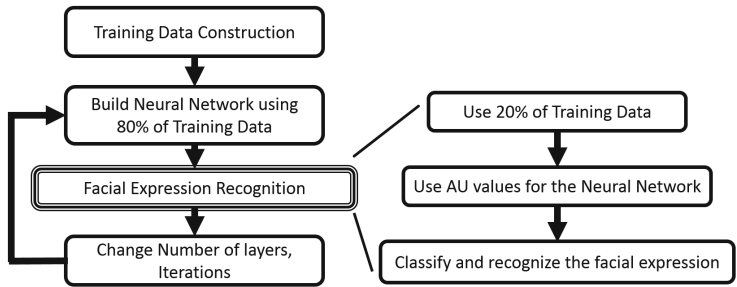 Training Data Construction
Build Neural Network using
80% of Training Data
Facial Expression Recognition
Change Number of layers,
Iterations
Use 20% of Training Data
Use AU values for the Neural Network
Classify and recognize the facial expression